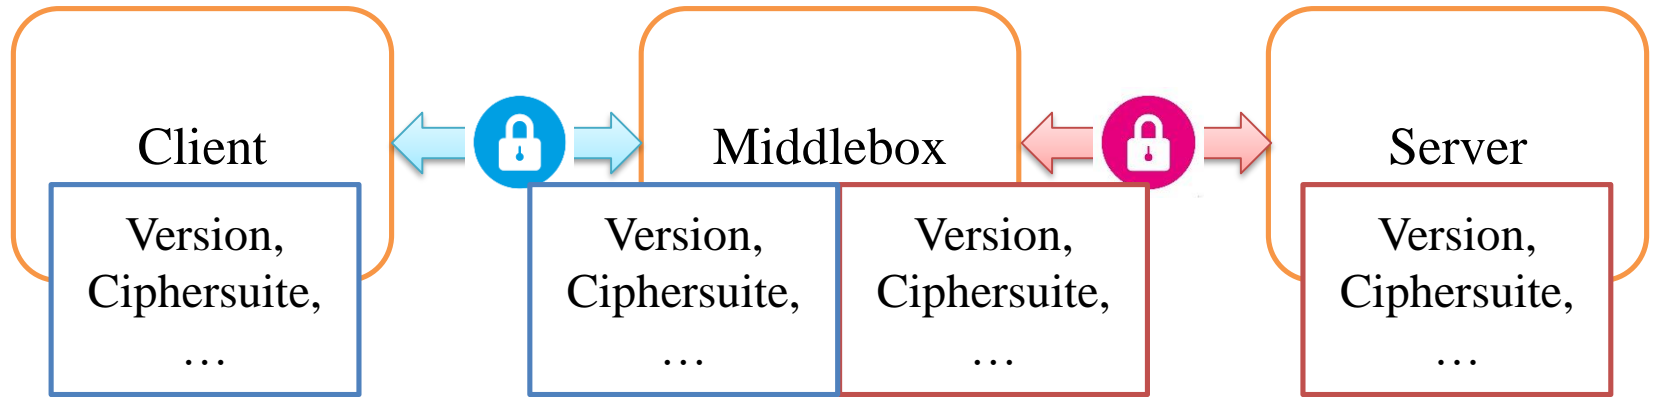 Client
Middlebox
Server
Version,
Ciphersuite,
…
Version,
Ciphersuite,
…
Version,
Ciphersuite,
…
Version,
Ciphersuite,
…